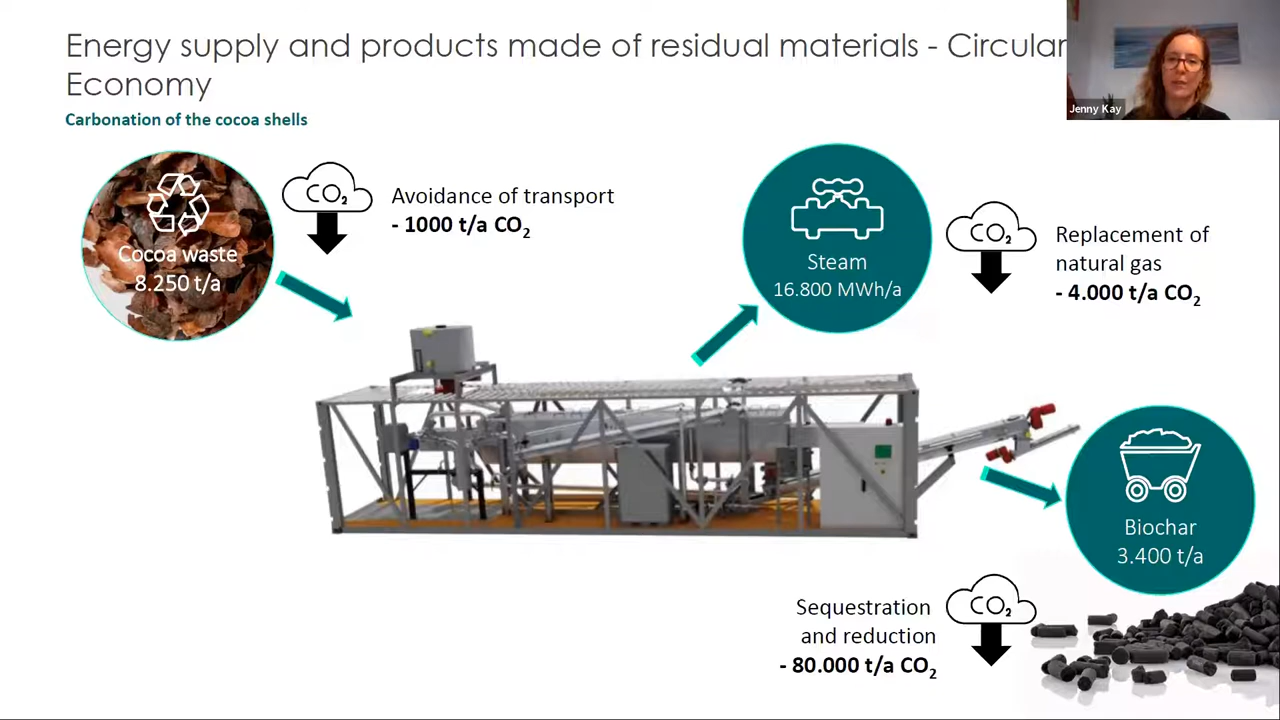 Energy supply and products made of residual materials - Circular
Economy
Jenny Kay
Carbonation of the cocoa shells
CO2
Avoidance of transport
- 1000 t/a CO2
Cocoa waste
8.250 t/a
Steam
16.800 MWh/a
CO2
Replacement of
natural gas
- 4.000 t/a CO2
Biochar
3.400 t/a
Sequestration
and reduction
- 80.000 t/a CO2
CO2